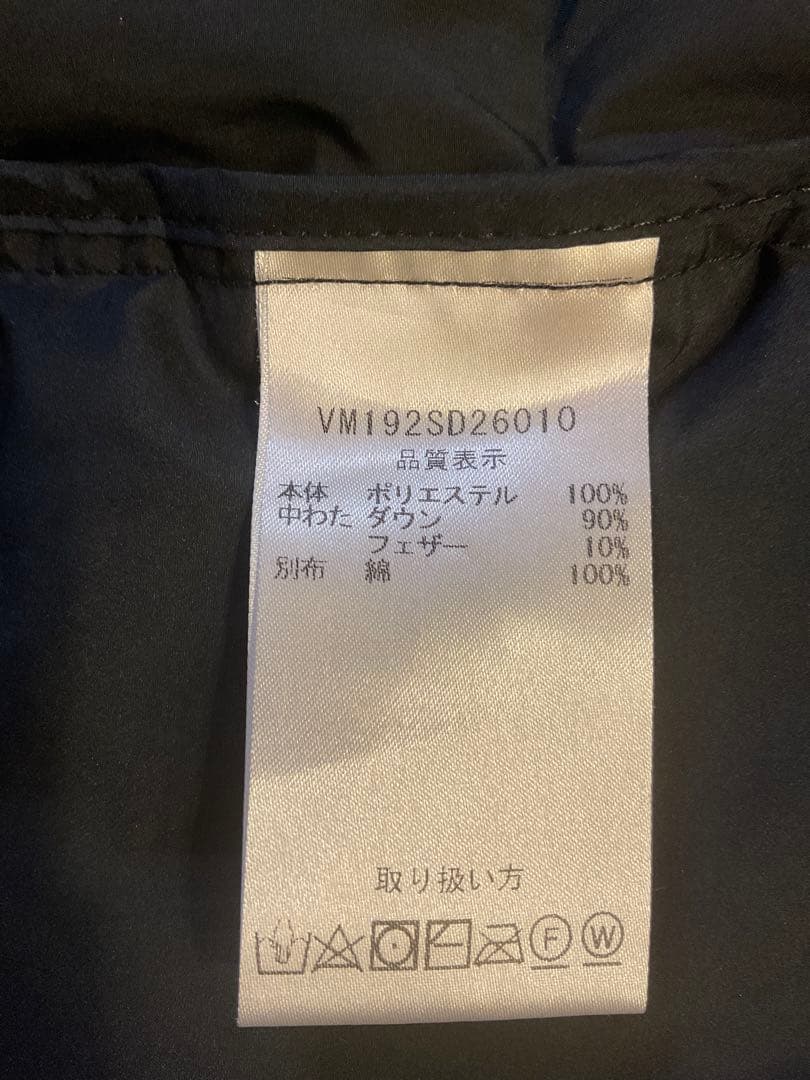 VM192SD26010
品質表示
本体 ポリエステル 100%
中わた ダウン 90%
フェザー 10%
別布 綿 100%
取り扱い方
F W